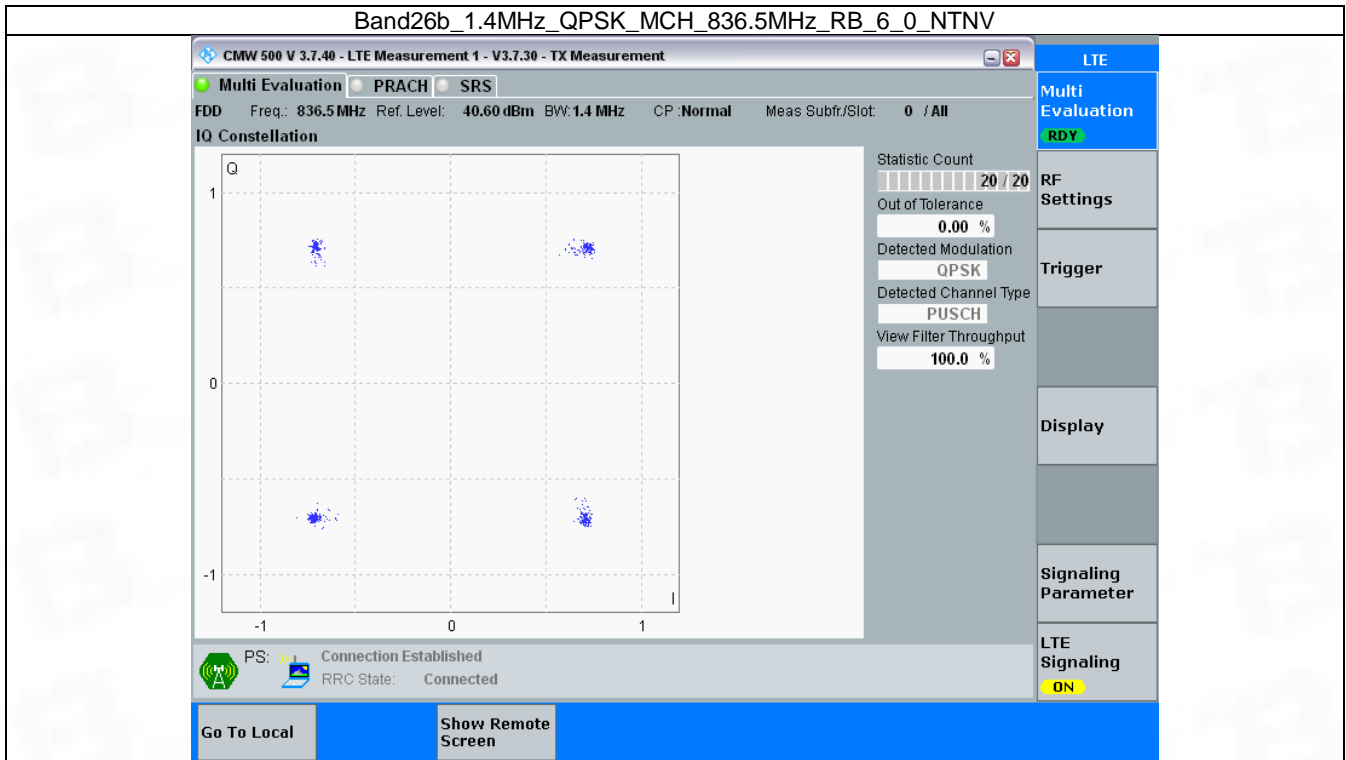 Band26b_1.4MHz_QPSK_MCH_836.5MHz_RB_6_0_NTNV
CMW 500 V 3.7.40 - LTE Measurement 1 - V3.7.30 - TX Measurement
LTE
Multi Evaluation PRACH SRS
FDD Freq.: 836.5 MHz Ref. Level: 40.60 dBm BW: 1.4 MHz CP :Normal Meas Subfr./Slot: 0 / All
IQ Constellation
Q
1
0
-1
I
-1 0 1
Statistic Count
20 / 20
Out of Tolerance
0.00 %
Detected Modulation
QPSK
Detected Channel Type
PUSCH
View Filter Throughput
100.0 %
Multi
Evaluation
RDY
RF
Settings
Trigger
Display
Signaling
Parameter
LTE
Signaling
ON
PS: Connection Established
RRC State: Connected
Go To Local
Show Remote
Screen